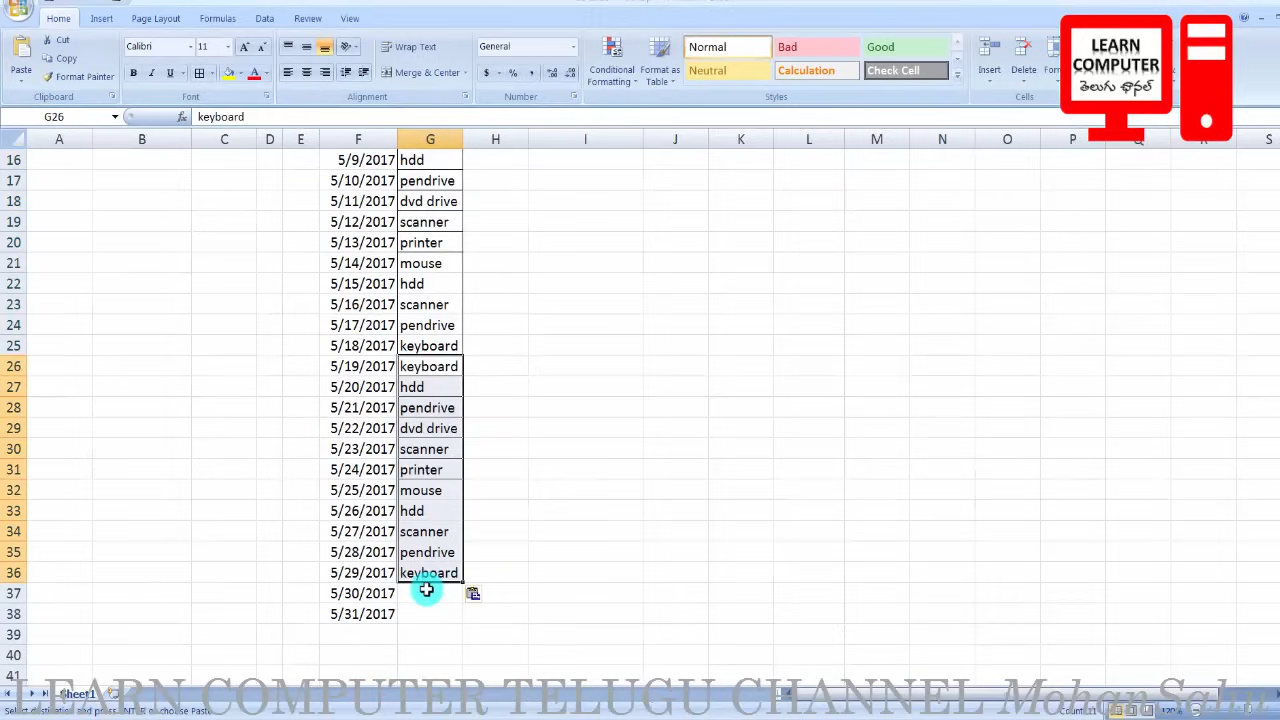 Home Insert Page Layout Formulas Data Review View
Cut
Copy
Format Painter
Paste
Clipboard
Calibri 11
Font
Wrap Text
Merge & Center
Alignment
General
Number
Conditional Formatting
Format as Table
Normal Bad Good
Neutral Calculation Check Cell
Styles
Insert Delete
Cells
LEARN
COMPUTER
తెలుగు ఛానల్
G26 keyboard
A B C D E F G H I J K L M N O P Q R S
16 5/9/2017 hdd
17 5/10/2017 pendrive
18 5/11/2017 dvd drive
19 5/12/2017 scanner
20 5/13/2017 printer
21 5/14/2017 mouse
22 5/15/2017 hdd
23 5/16/2017 scanner
24 5/17/2017 pendrive
25 5/18/2017 keyboard
26 5/19/2017 keyboard
27 5/20/2017 hdd
28 5/21/2017 pendrive
29 5/22/2017 dvd drive
30 5/23/2017 scanner
31 5/24/2017 printer
32 5/25/2017 mouse
33 5/26/2017 hdd
34 5/27/2017 scanner
35 5/28/2017 pendrive
36 5/29/2017 keyboard
37 5/30/2017
38 5/31/2017
39
40
41
Sheet1
LEARN COMPUTER TELUGU CHANNEL Mohan
Count: 11 120%